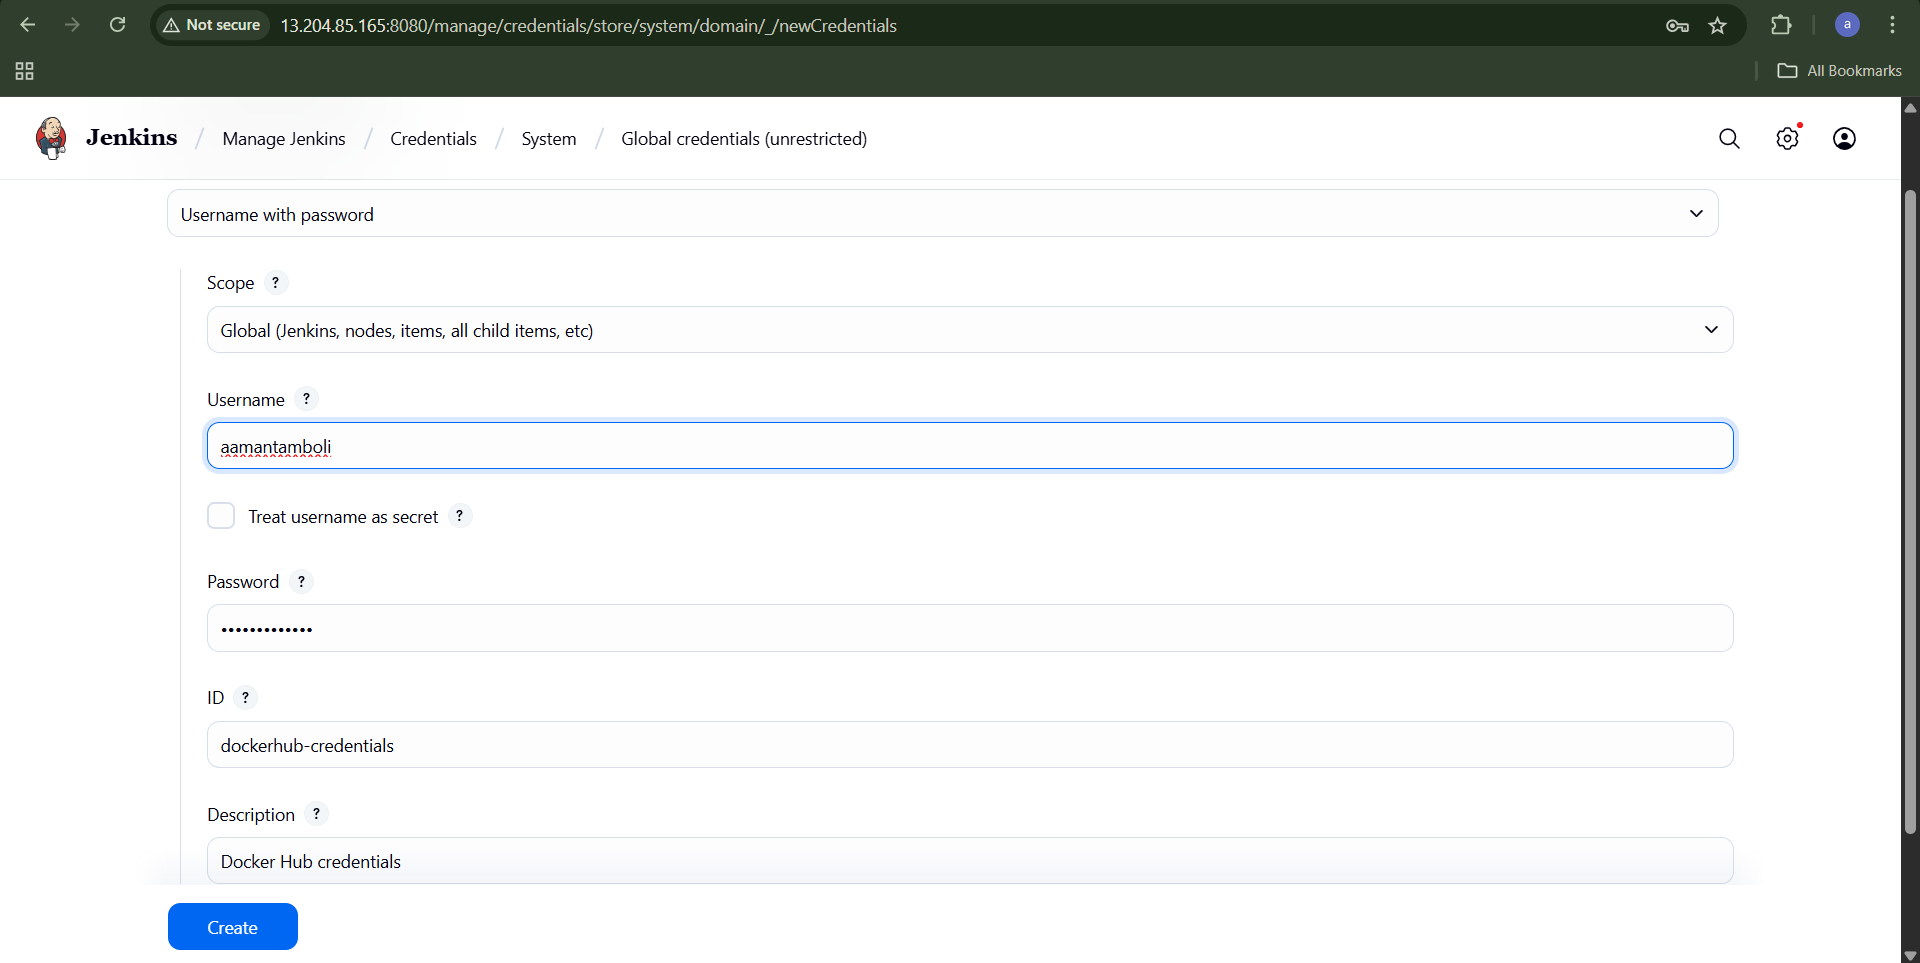 Not secure 13.204.85.165:8080/manage/credentials/store/system/domain/_/newCredentials
a
All Bookmarks
Jenkins / Manage Jenkins / Credentials / System / Global credentials (unrestricted)
Username with password
Scope ?
Global (Jenkins, nodes, items, all child items, etc)
Username ?
aamantamboli
Treat username as secret ?
Password ?
•••••••••••••
ID ?
dockerhub-credentials
Description ?
Docker Hub credentials
Create